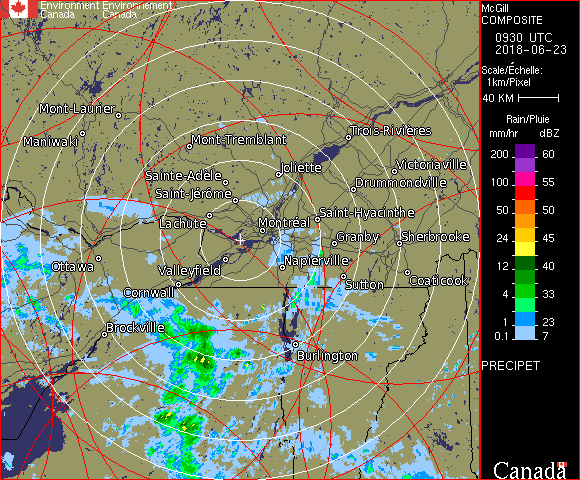 Environment Environnement
Canada Canada
McGill
COMPOSITE
0930 UTC
2018-06-23
Scale/Échelle:
1km/Pixel
40 KM
Rain/Pluie
mm/hr dBZ
200 60
100 55
50 50
24 45
12 40
4 33
1 23
0.1 7
PRECIPET
Canada
Mont-Laurier
Maniwaki
Mont-Tremblant
Trois-Rivières
Joliette
Victoriaville
Sainte-Adèle
Drummondville
Saint-Jérôme
Lachute
Saint-Hyacinthe
Montréal
Granby
Sherbrooke
Ottawa
Valleyfield
Napierville
Cornwall
Sutton
Coaticook
Brockville
Burlington